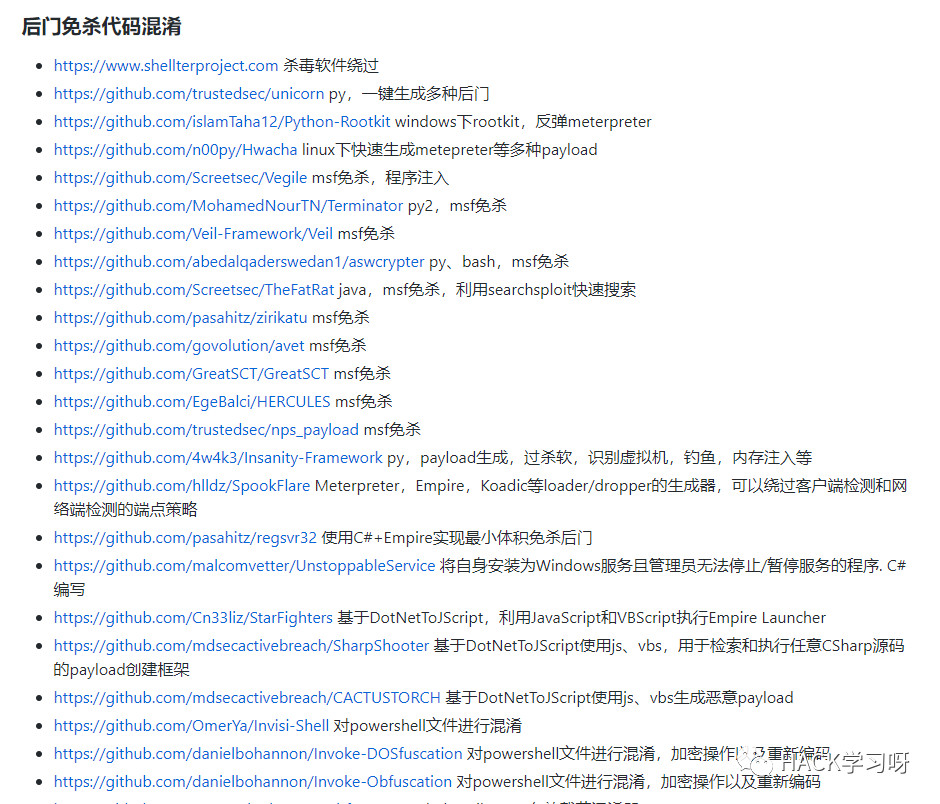 后门免杀代码混淆
https://www.shellterproject.com 杀毒软件绕过
https://github.com/trustedsec/unicorn py，一键生成多种后门
https://github.com/islamTaha12/Python-Rootkit windows下rootkit，反弹meterpreter
https://github.com/n00py/Hwacha linux下快速生成metepreter等多种payload
https://github.com/Screetsec/Vegile msf免杀，程序注入
https://github.com/MohamedNourTN/Terminator py2，msf免杀
https://github.com/Veil-Framework/Veil msf免杀
https://github.com/abedalqaderswedan1/aswcrypter py、bash，msf免杀
https://github.com/Screetsec/TheFatRat java，msf免杀，利用searchsploit快速搜索
https://github.com/pasahitz/zirikatu msf免杀
https://github.com/govolution/avet msf免杀
https://github.com/GreatSCT/GreatSCT msf免杀
https://github.com/EgeBalci/HERCULES msf免杀
https://github.com/trustedsec/nps_payload msf免杀
https://github.com/4w4k3/Insanity-Framework py，payload生成，过杀软，识别虚拟机，钓鱼，内存注入等
https://github.com/hlldz/SpookFlare Meterpreter，Empire，Koadic等loader/dropper的生成器，可以绕过客户端检测和网
络端检测的端点策略
https://github.com/pasahitz/regsvr32 使用C#+Empire实现最小体积免杀后门
https://github.com/malcomvetter/UnstoppableService 将自身安装为Windows服务且管理员无法停止/暂停服务的程序. C#
编写
https://github.com/Cn33liz/StarFighters 基于DotNetToJScript，利用JavaScript和VBScript执行Empire Launcher
https://github.com/mdsecactivebreach/SharpShooter 基于DotNetToJScript使用js、vbs，用于检索和执行任意CSharp源码
的payload创建框架
https://github.com/mdsecactivebreach/CACTUSTORCH 基于DotNetToJScript使用js、vbs生成恶意payload
https://github.com/OmerYa/Invisi-Shell 对powershell文件进行混淆
https://github.com/danielbohannon/Invoke-DOSfuscation 对powershell文件进行混淆，加密操作以及重新编码
HACK学习呀
https://github.com/danielbohannon/Invoke-Obfuscation 对powershell文件进行混淆，加密操作以及重新编码